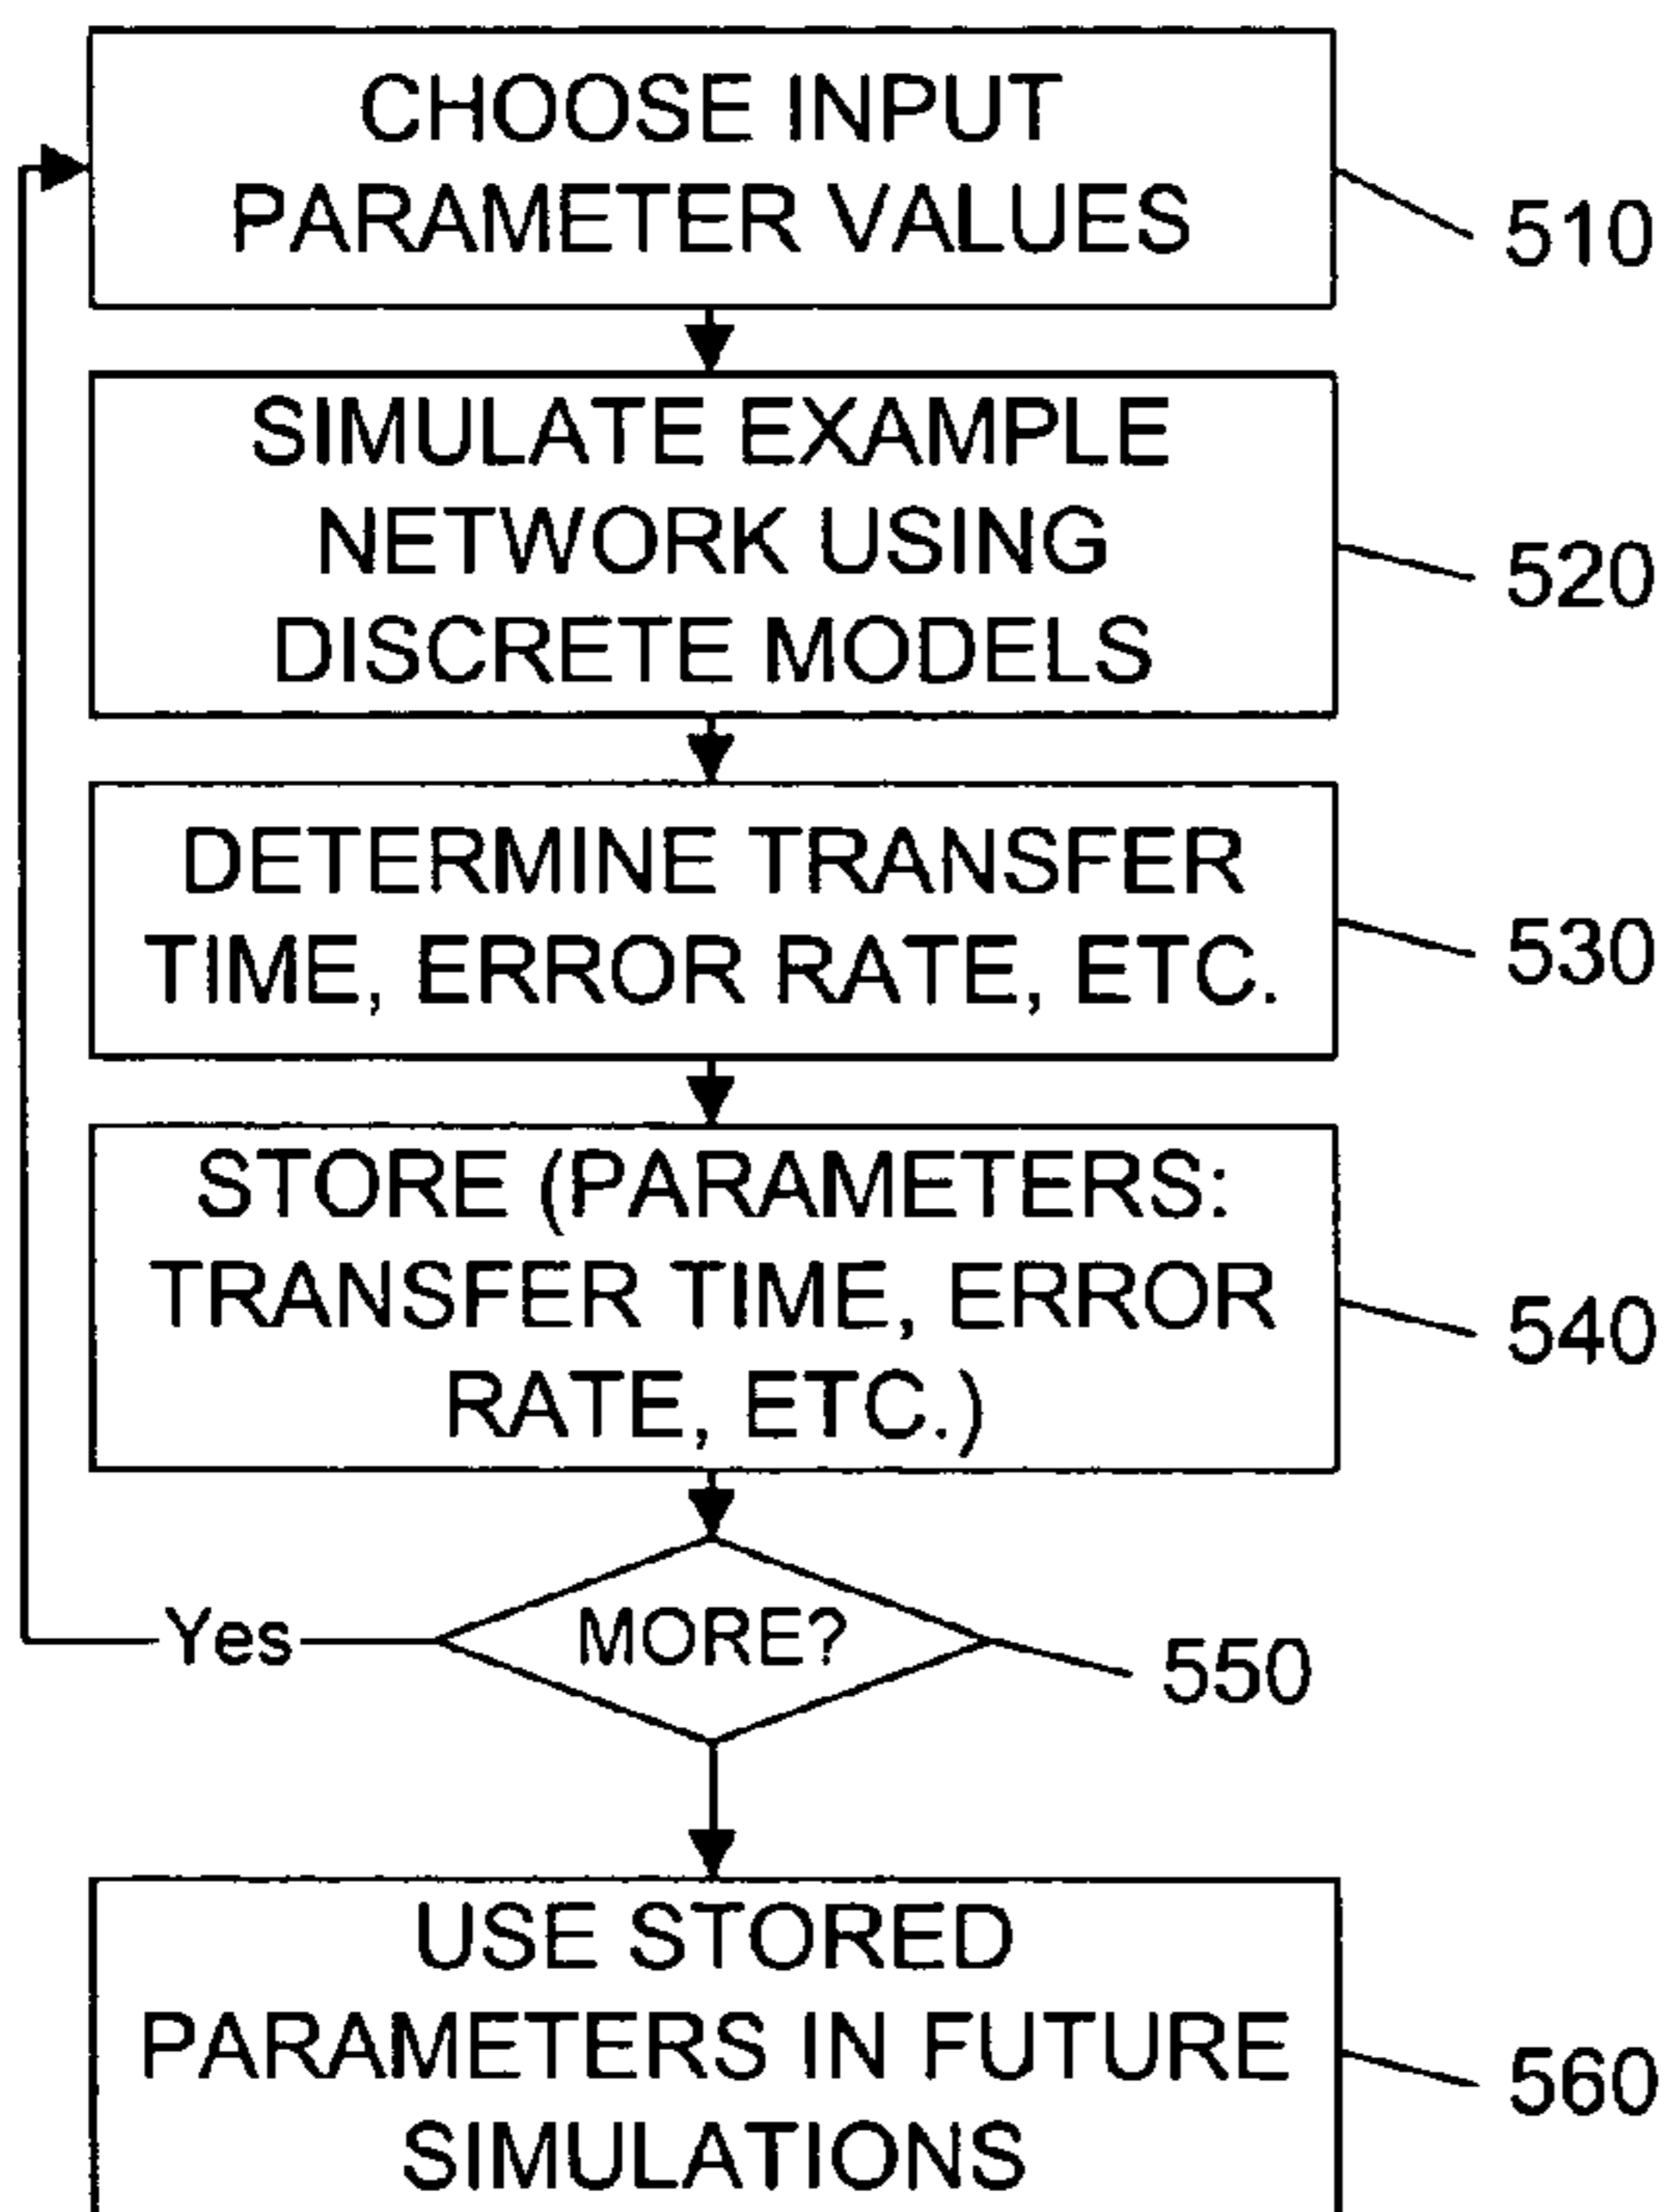 CHOOSE INPUT
PARAMETER VALUES
510
SIMULATE EXAMPLE
NETWORK USING
DISCRETE MODELS
520
DETERMINE TRANSFER
TIME, ERROR RATE, ETC.
530
STORE (PARAMETERS:
TRANSFER TIME, ERROR
RATE, ETC.)
540
Yes
MORE?
550
USE STORED
PARAMETERS IN FUTURE
SIMULATIONS
560